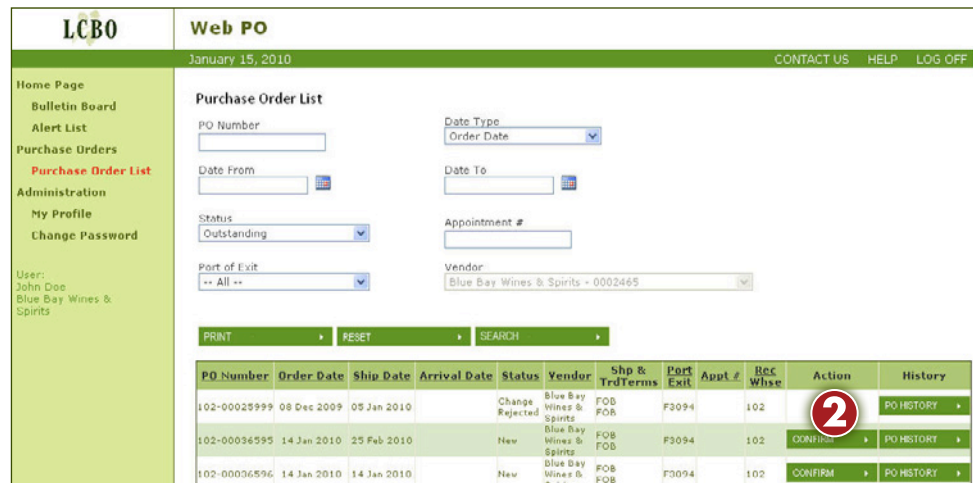 LCBO
Web PO
January 15, 2010 CONTACT US HELP LOG OFF
Home Page
Bulletin Board
Alert List
Purchase Orders
Purchase Order List
Administration
My Profile
Change Password
User:
John Doe
Blue Bay Wines &
Spirits
Purchase Order List
PO Number Date Type
Order Date
Date From Date To
Status Appointment #
Outstanding
Port of Exit Vendor
-- All -- Blue Bay Wines & Spirits - 0002465
PRINT RESET SEARCH
PO Number Order Date Ship Date Arrival Date Status Vendor Shp & TrdTerms Port Exit Appt # Rec Whse Action History
102-00025999 08 Dec 2009 05 Jan 2010 Change Rejected Blue Bay Wines & Spirits FOB FOB F3094 102 PO HISTORY
2
102-00036595 14 Jan 2010 25 Feb 2010 New Blue Bay Wines & Spirits FOB FOB F3094 102 CONFIRM PO HISTORY
102-00036596 14 Jan 2010 14 Jan 2010 New Blue Bay Wines & FOB FOB F3094 102 CONFIRM PO HISTORY